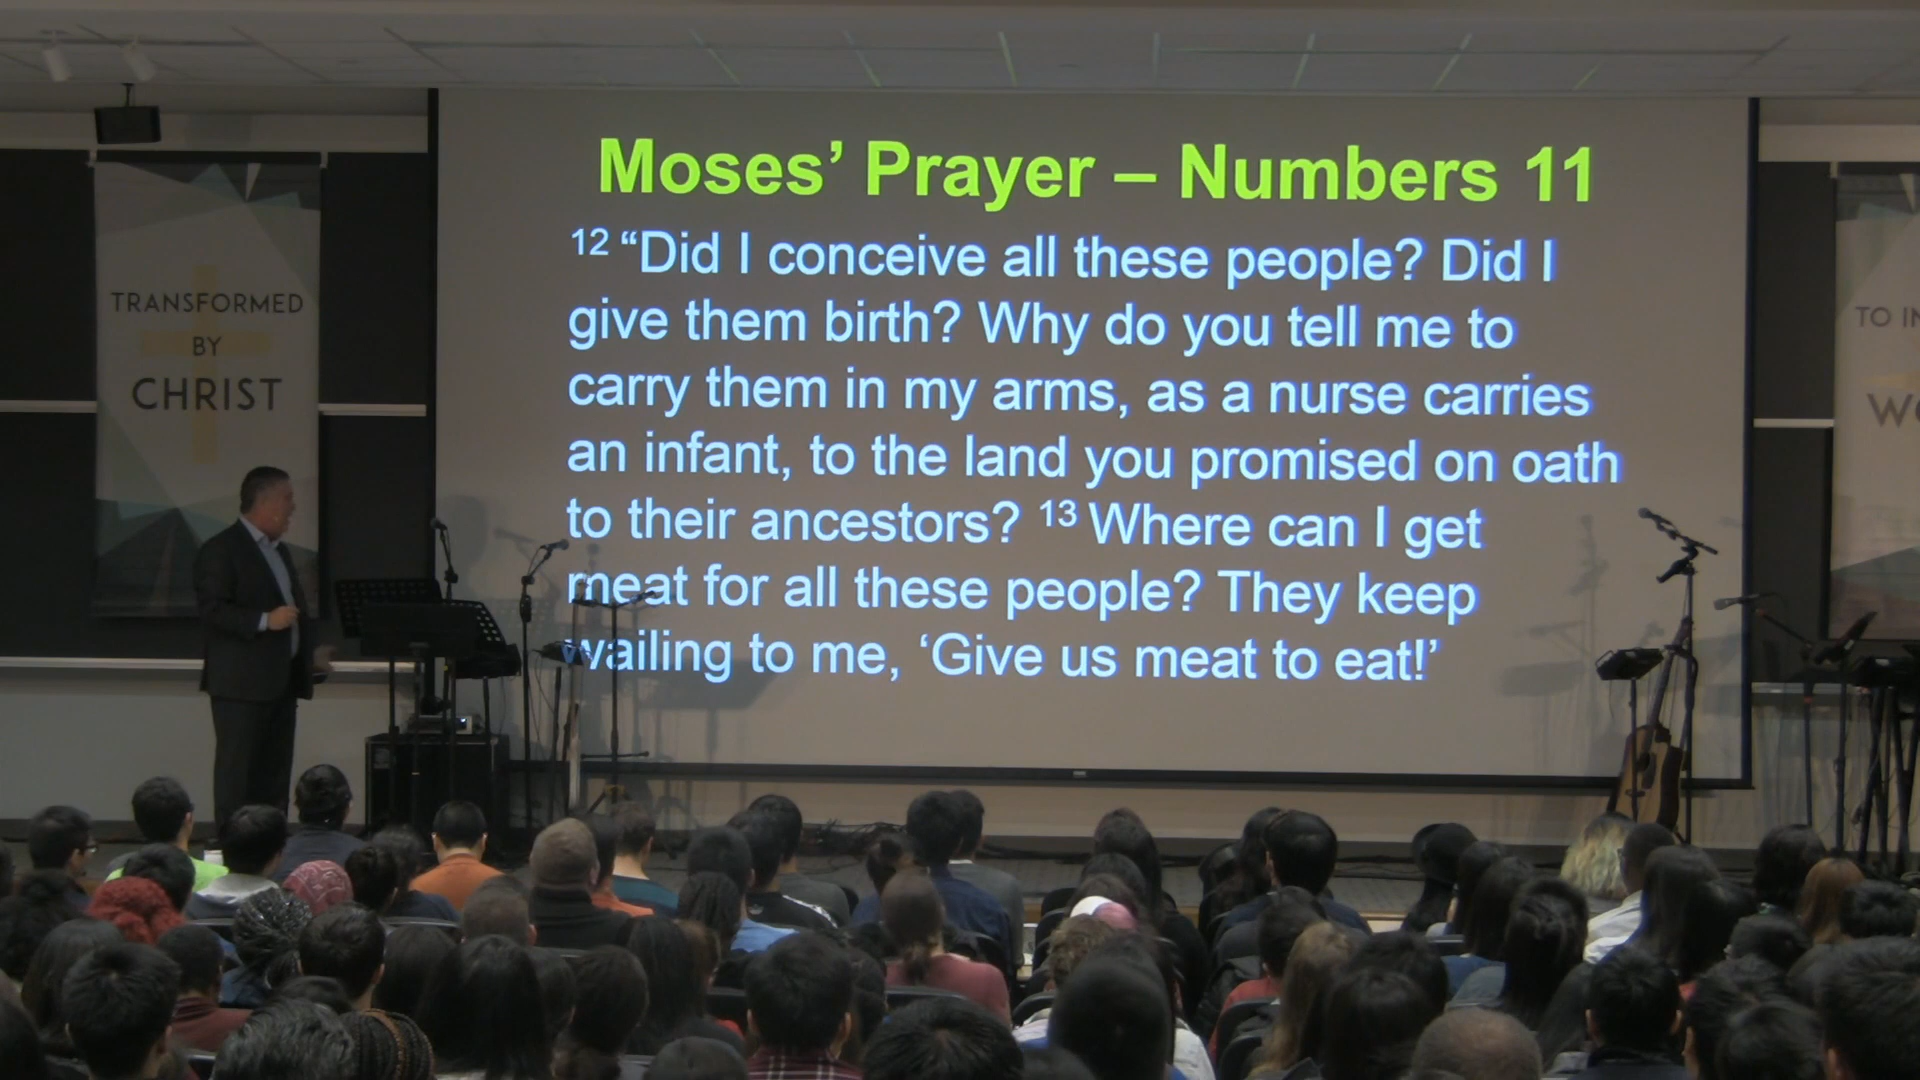 Moses’ Prayer – Numbers 11
12 “Did I conceive all these people? Did I
give them birth? Why do you tell me to
carry them in my arms, as a nurse carries
an infant, to the land you promised on oath
to their ancestors? 13 Where can I get
meat for all these people? They keep
wailing to me, ‘Give us meat to eat!’
TRANSFORMED
BY
CHRIST
TO